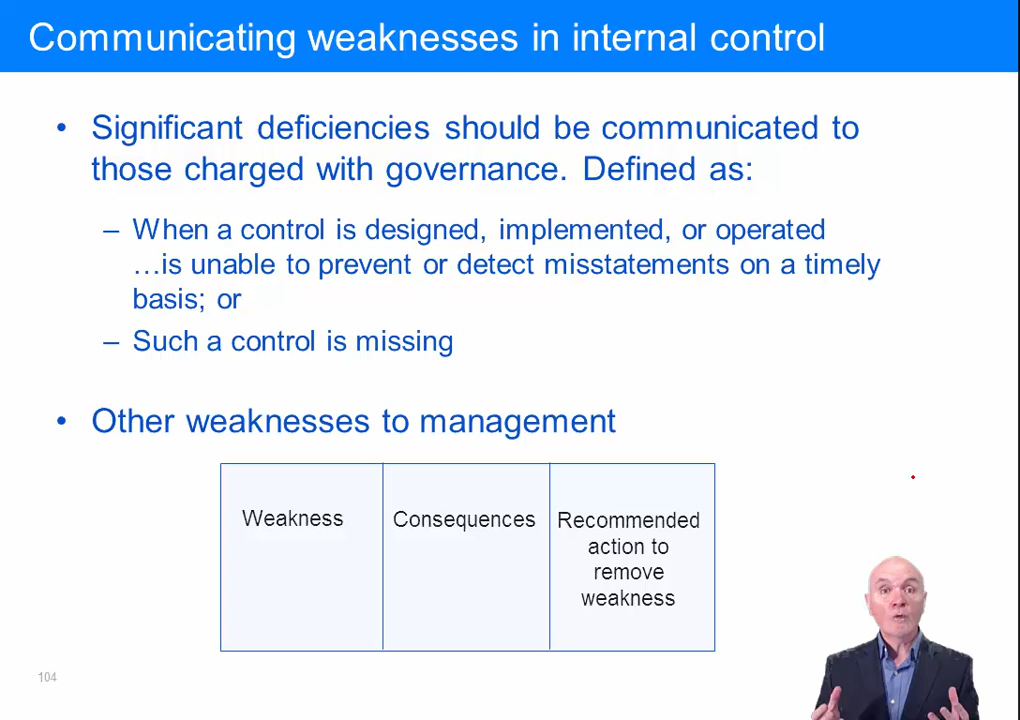 Communicating weaknesses in internal control
• Significant deficiencies should be communicated to
those charged with governance. Defined as:
– When a control is designed, implemented, or operated
…is unable to prevent or detect misstatements on a timely
basis; or
– Such a control is missing
• Other weaknesses to management
Weakness
Consequences
Recommended
action to
remove
weakness
104